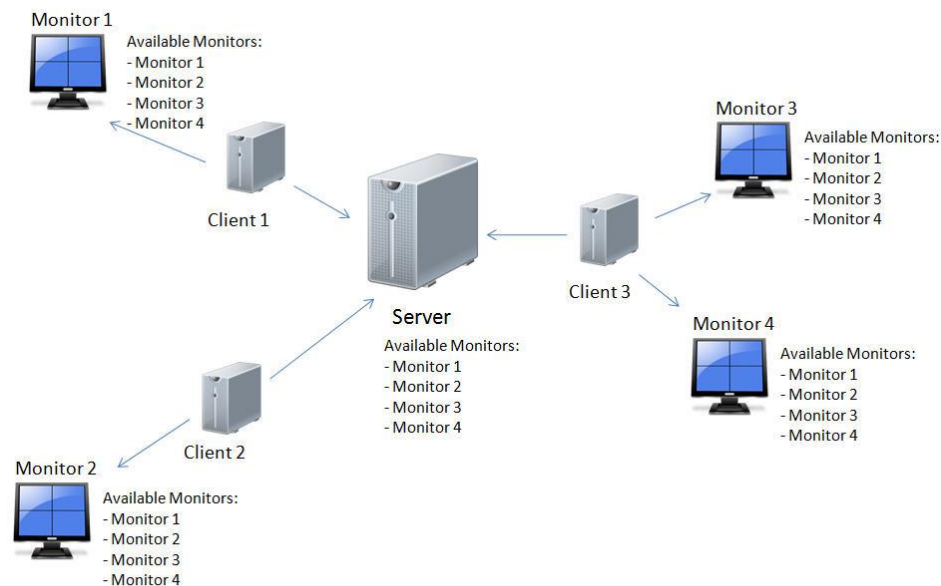 Monitor 1
Available Monitors:
- Monitor 1
- Monitor 2
- Monitor 3
- Monitor 4
Client 1
Monitor 3
Available Monitors:
- Monitor 1
- Monitor 2
- Monitor 3
- Monitor 4
Client 3
Server
Available Monitors:
- Monitor 1
- Monitor 2
- Monitor 3
- Monitor 4
Monitor 4
Available Monitors:
- Monitor 1
- Monitor 2
- Monitor 3
- Monitor 4
Client 2
Monitor 2
Available Monitors:
- Monitor 1
- Monitor 2
- Monitor 3
- Monitor 4